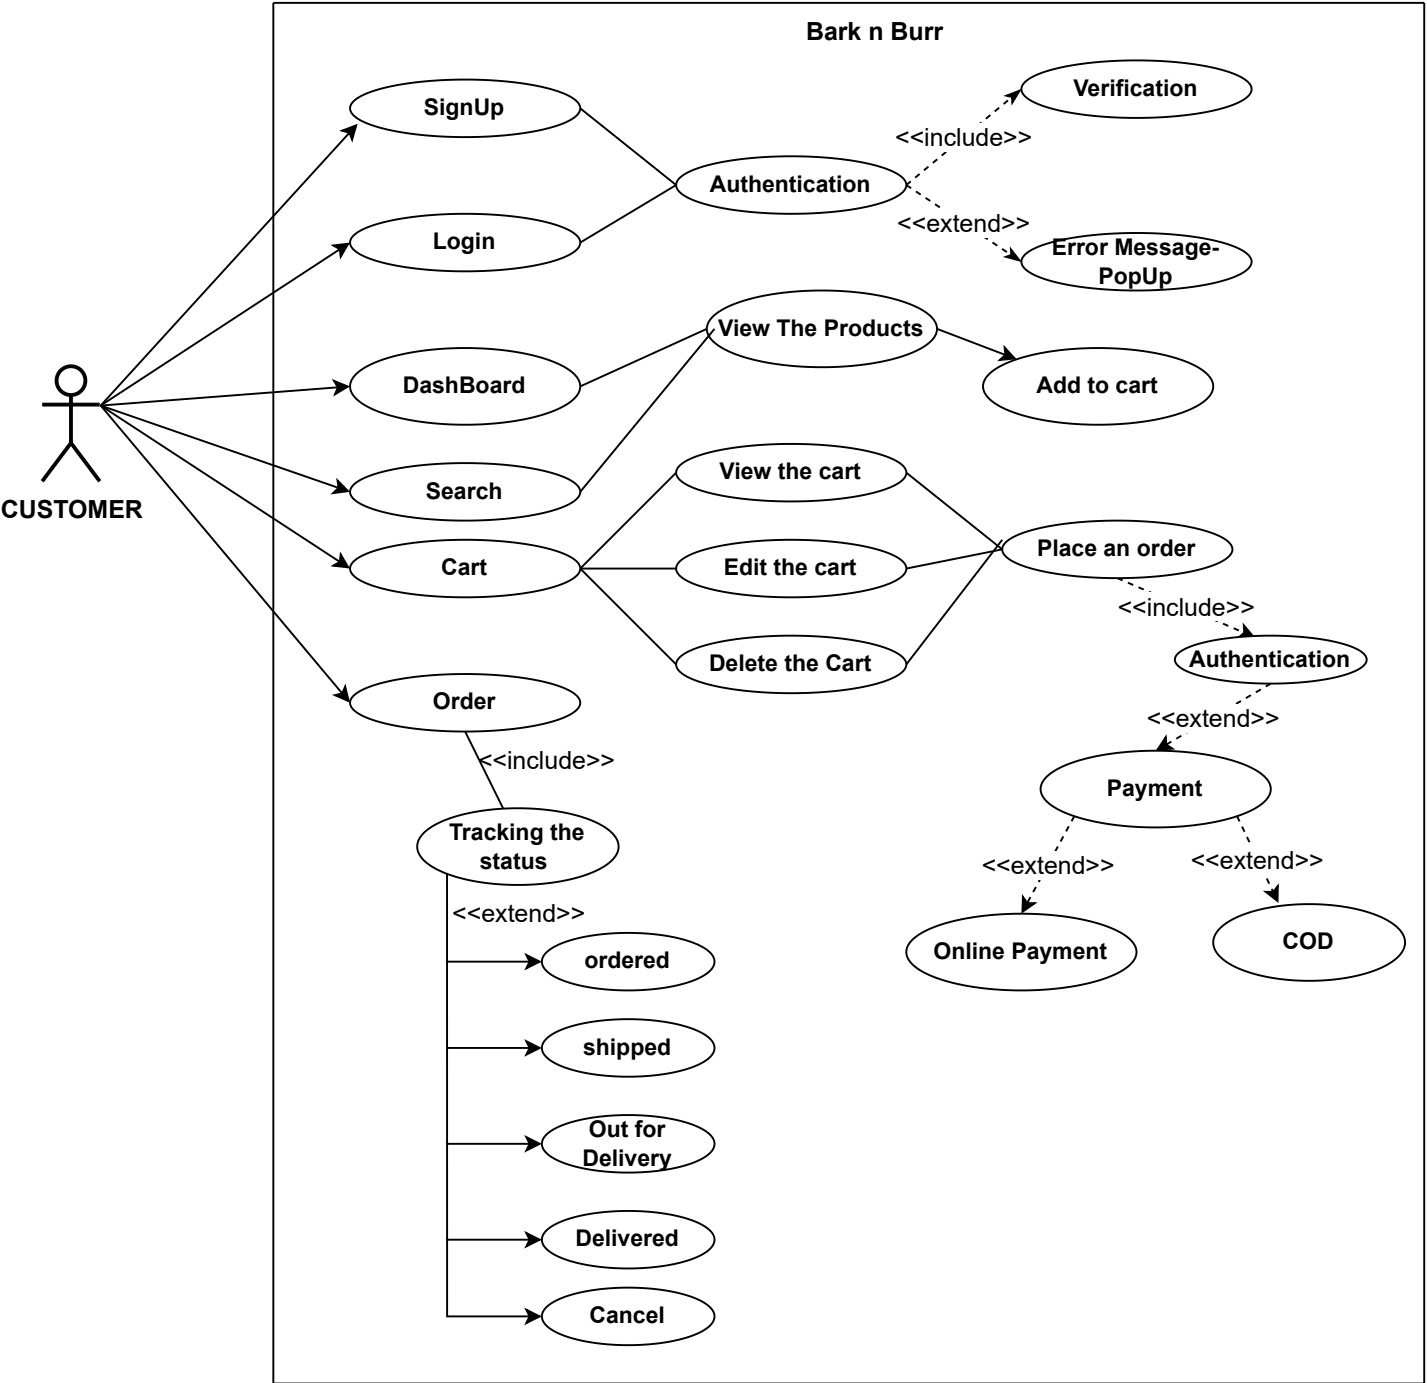 Bark n Burr
SignUp
Verification
<<include>>
Authentication
<<extend>>
Login
Error Message-
PopUp
View The Products
DashBoard
Add to cart
Search
View the cart
CUSTOMER
Cart
Edit the cart
Place an order
<<include>>
Delete the Cart
Authentication
Order
<<extend>>
<<include>>
Payment
Tracking the
status
<<extend>>
<<extend>>
<<extend>>
ordered
Online Payment
COD
shipped
Out for
Delivery
Delivered
Cancel